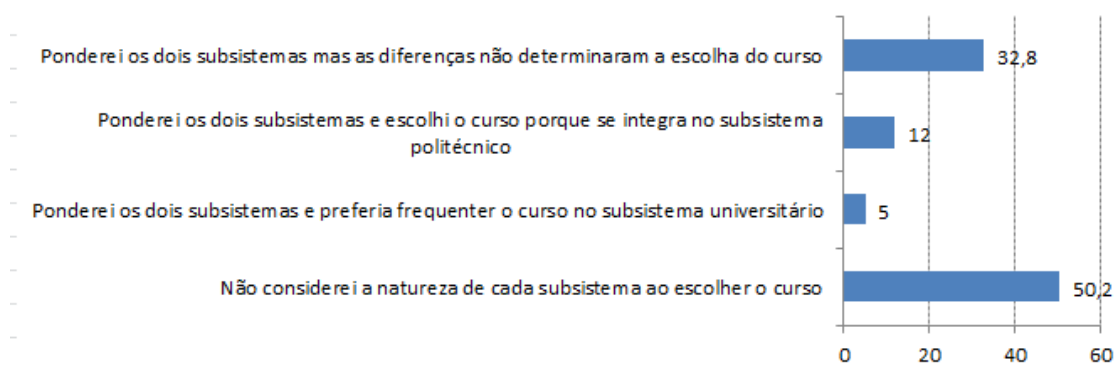 Ponderei os dois subsistemas mas as diferenças não determinaram a escolha do curso
32,8
Ponderei os dois subsistemas e escolhi o curso porque se integra no subsistema
politécnico
12
Ponderei os dois subsistemas e preferia frequenter o curso no subsistema universitário
5
Não considerei a natureza de cada subsistema ao escolher o curso
50,2
0 20 40 60